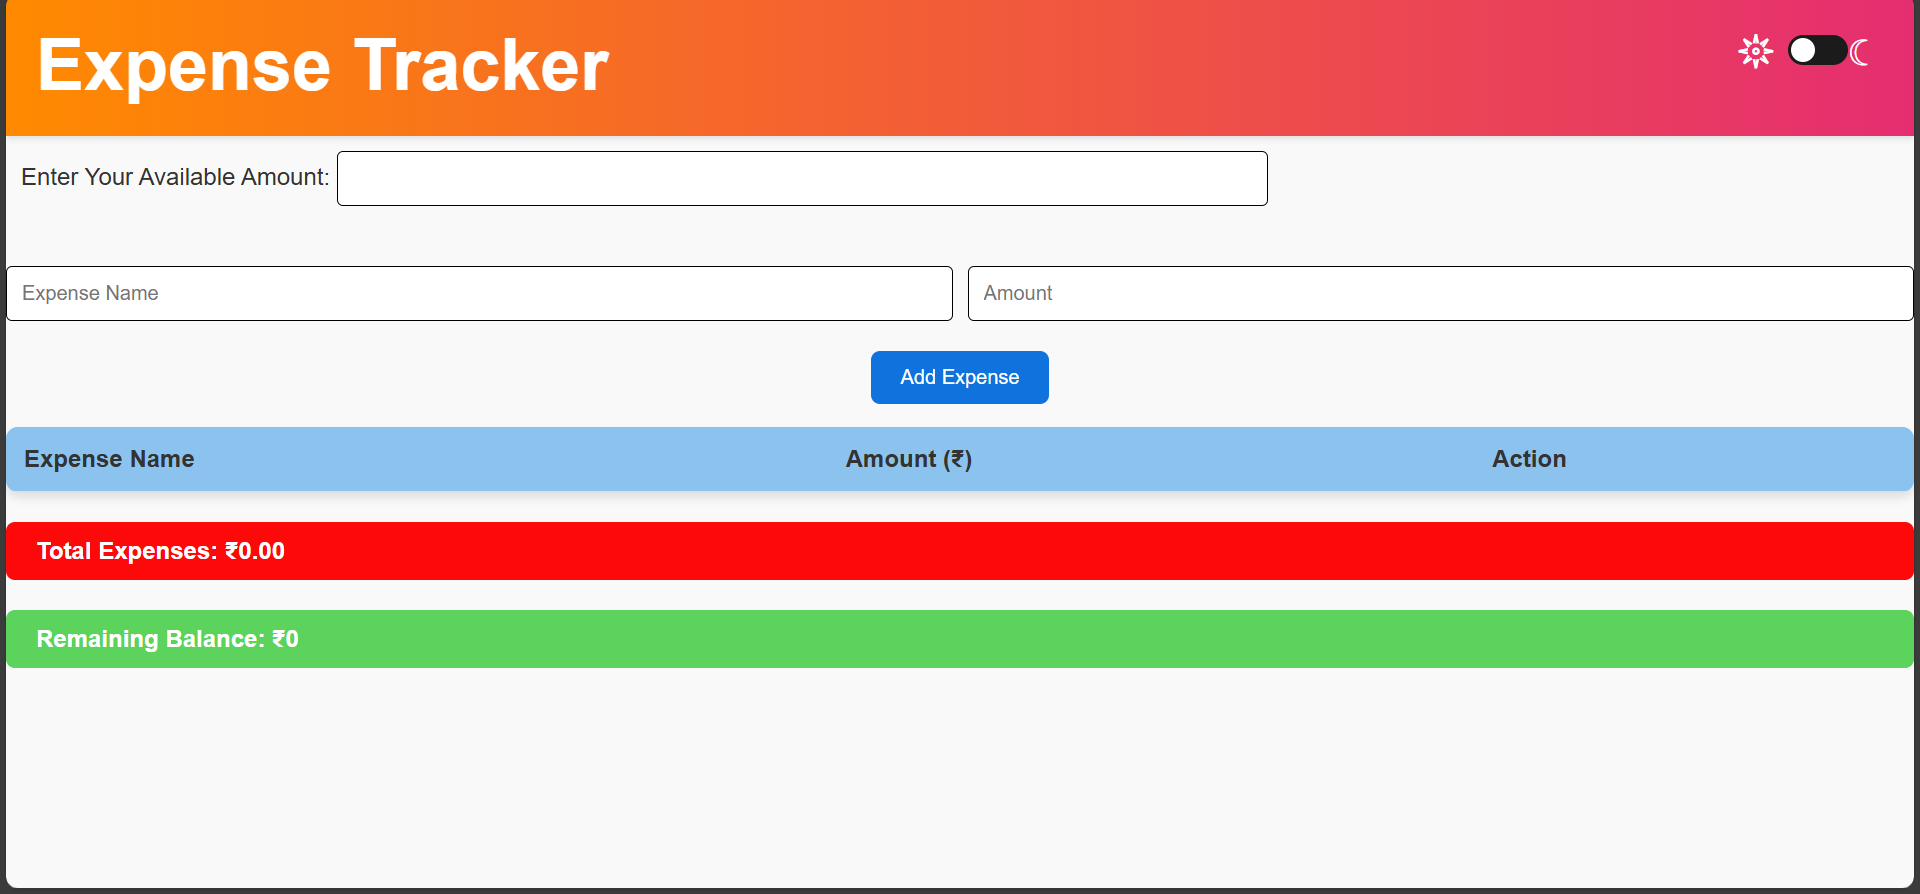 Expense Tracker
Enter Your Available Amount:
Expense Name Amount
Add Expense
Expense Name Amount (₹) Action
Total Expenses: ₹0.00
Remaining Balance: ₹0